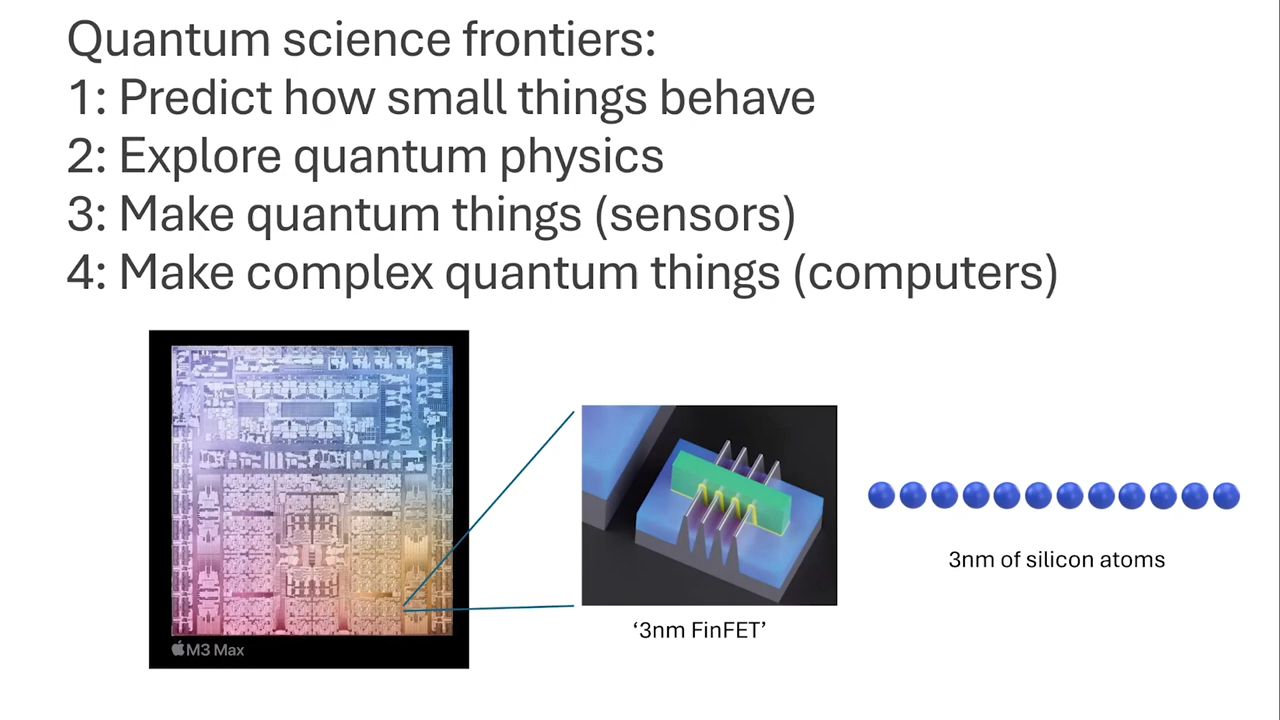 Quantum science frontiers:
1: Predict how small things behave
2: Explore quantum physics
3: Make quantum things (sensors)
4: Make complex quantum things (computers)
M3 Max
‘3nm FinFET’
3nm of silicon atoms